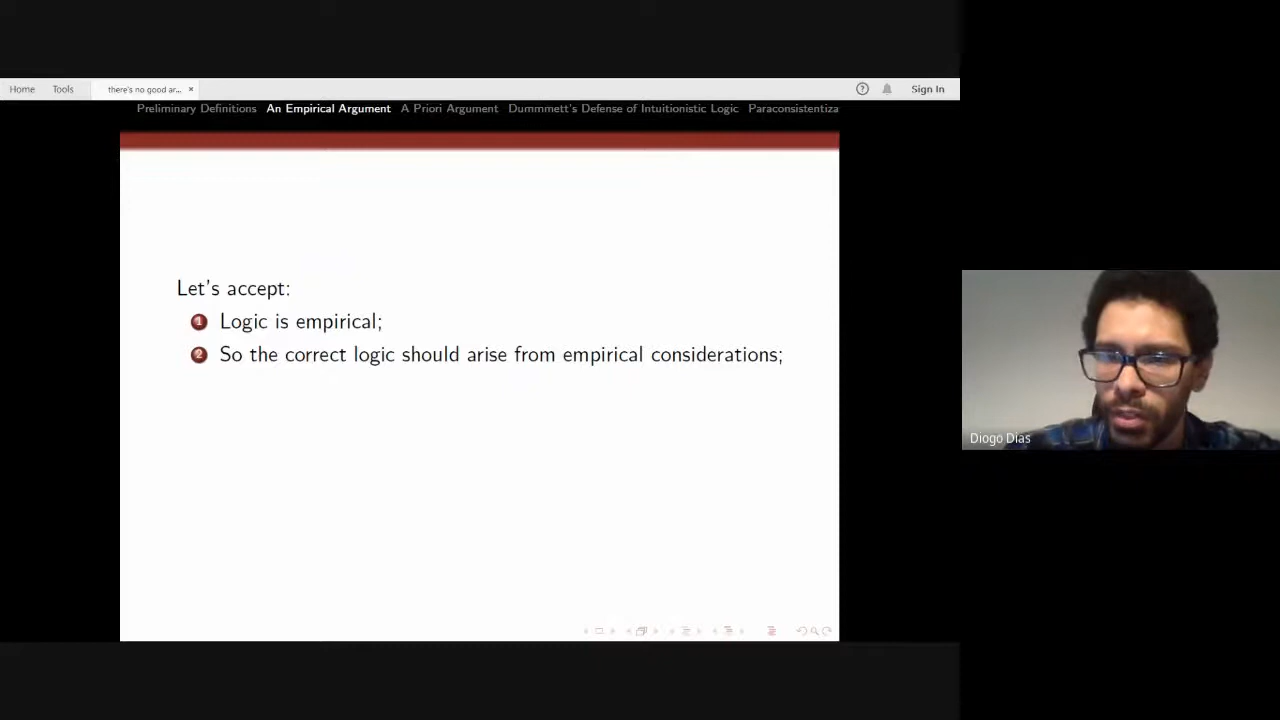 Home Tools there's no good ar... × ? Sign In
Preliminary Definitions An Empirical Argument A Priori Argument Dummmett's Defense of Intuitionistic Logic Paraconsistentiza
Let's accept:
1 Logic is empirical;
2 So the correct logic should arise from empirical considerations;
Diogo Dias